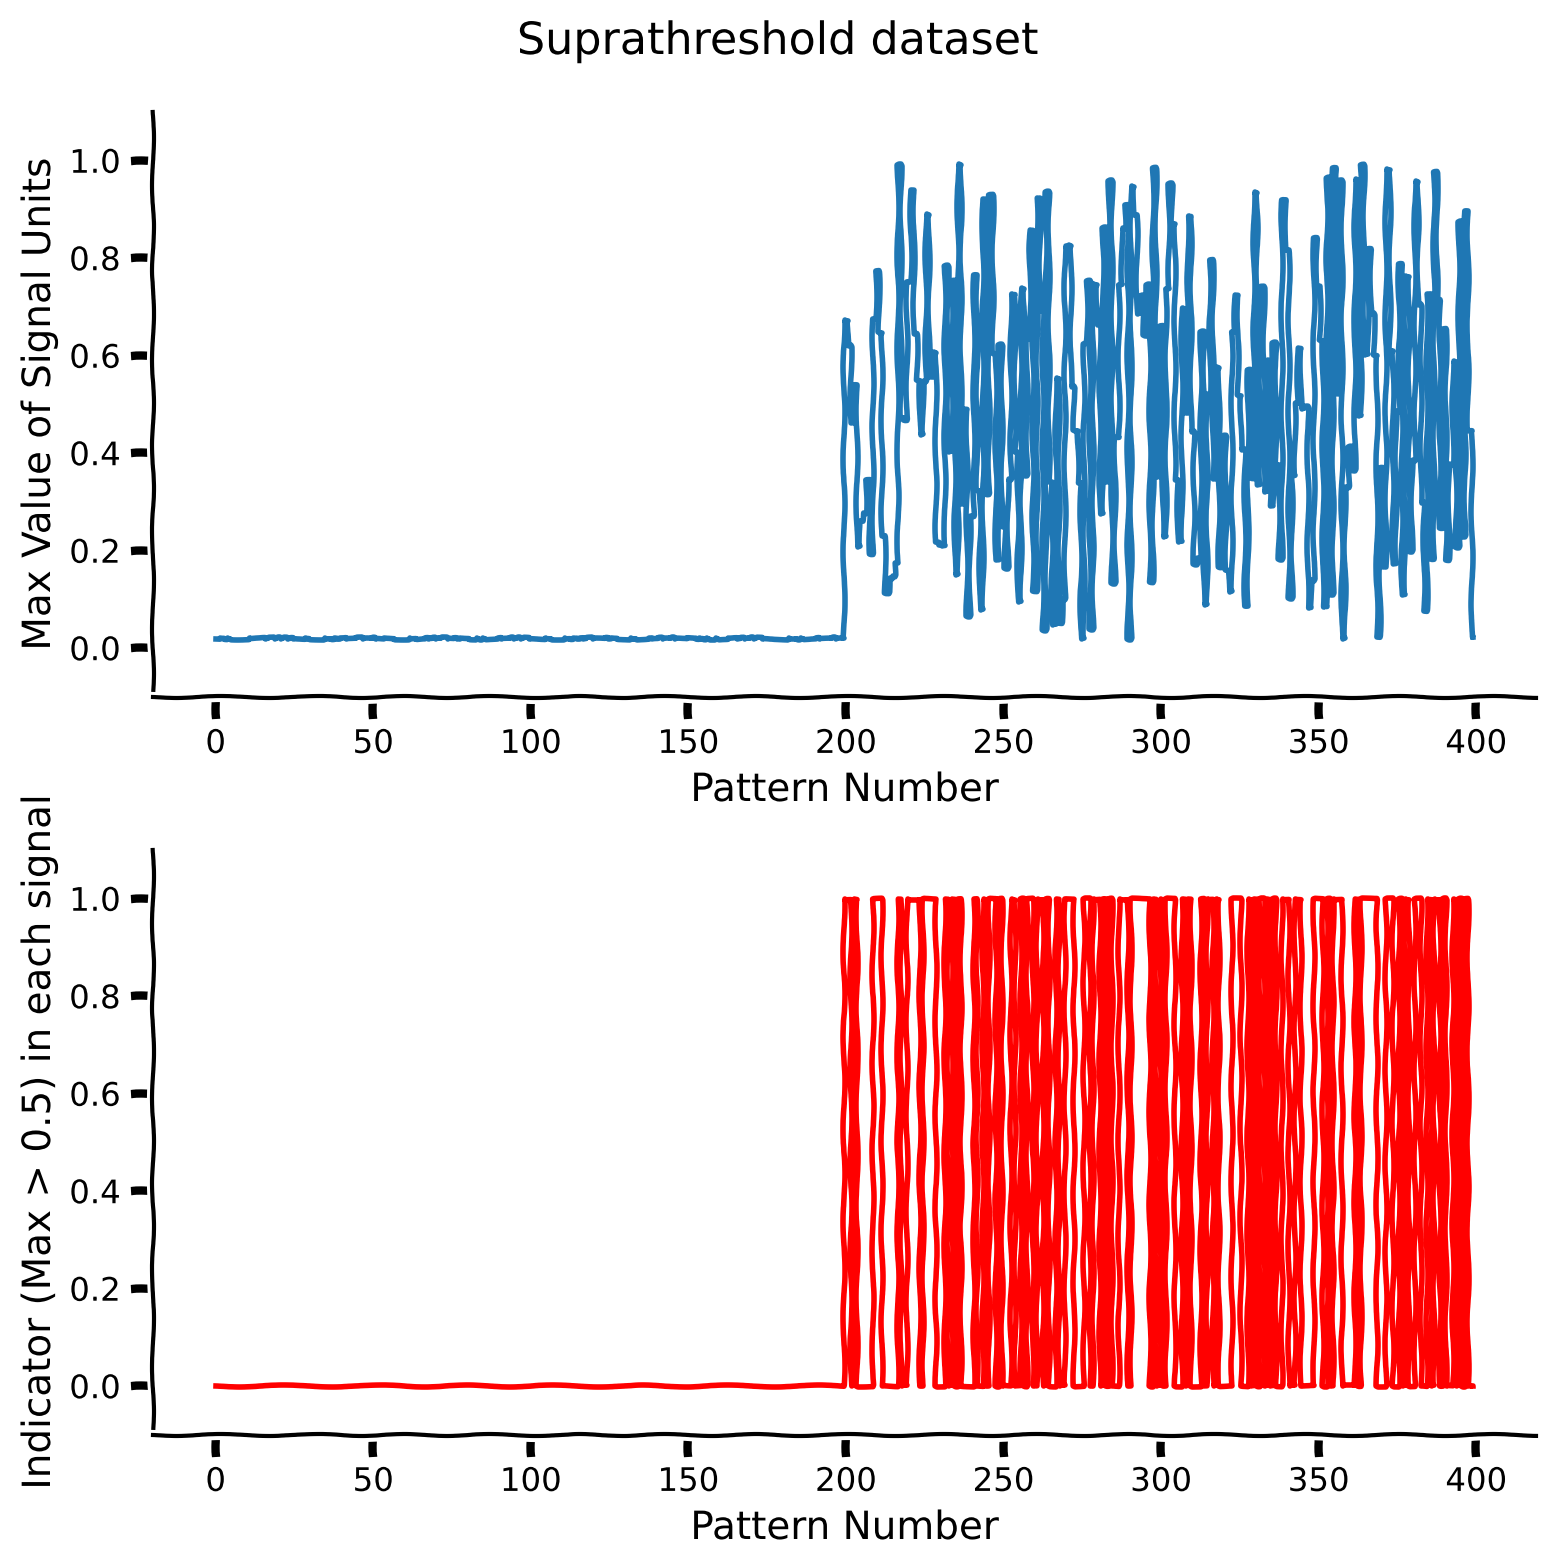 Suprathreshold dataset
Max Value of Signal Units
1.0
0.8
0.6
0.4
0.2
0.0
0 50 100 150 200 250 300 350 400
Pattern Number
Indicator (Max > 0.5) in each signal
1.0
0.8
0.6
0.4
0.2
0.0
0 50 100 150 200 250 300 350 400
Pattern Number